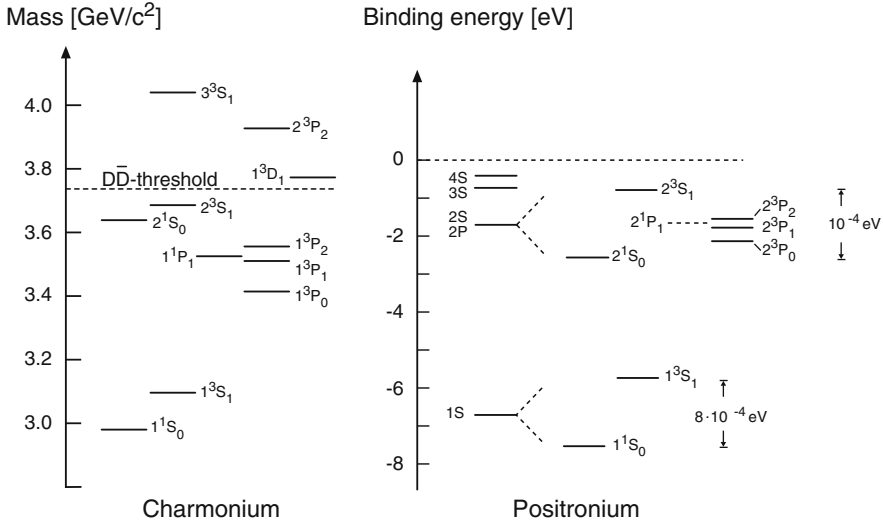 Mass [GeV/c²]
4.0
3.8
3.6
3.4
3.2
3.0
3³S₁
2³P₂
1³D₁
DD̄-threshold
2³S₁
2¹S₀
1³P₂
1¹P₁
1³P₁
1³P₀
1³S₁
1¹S₀
Charmonium
Binding energy [eV]
0
-2
-4
-6
-8
4S
3S
2S
2P
2³S₁
2¹S₀
2¹P₁
2³P₂
2³P₁
2³P₀
10⁻⁴ eV
1S
1³S₁
1¹S₀
8·10⁻⁴ eV
Positronium